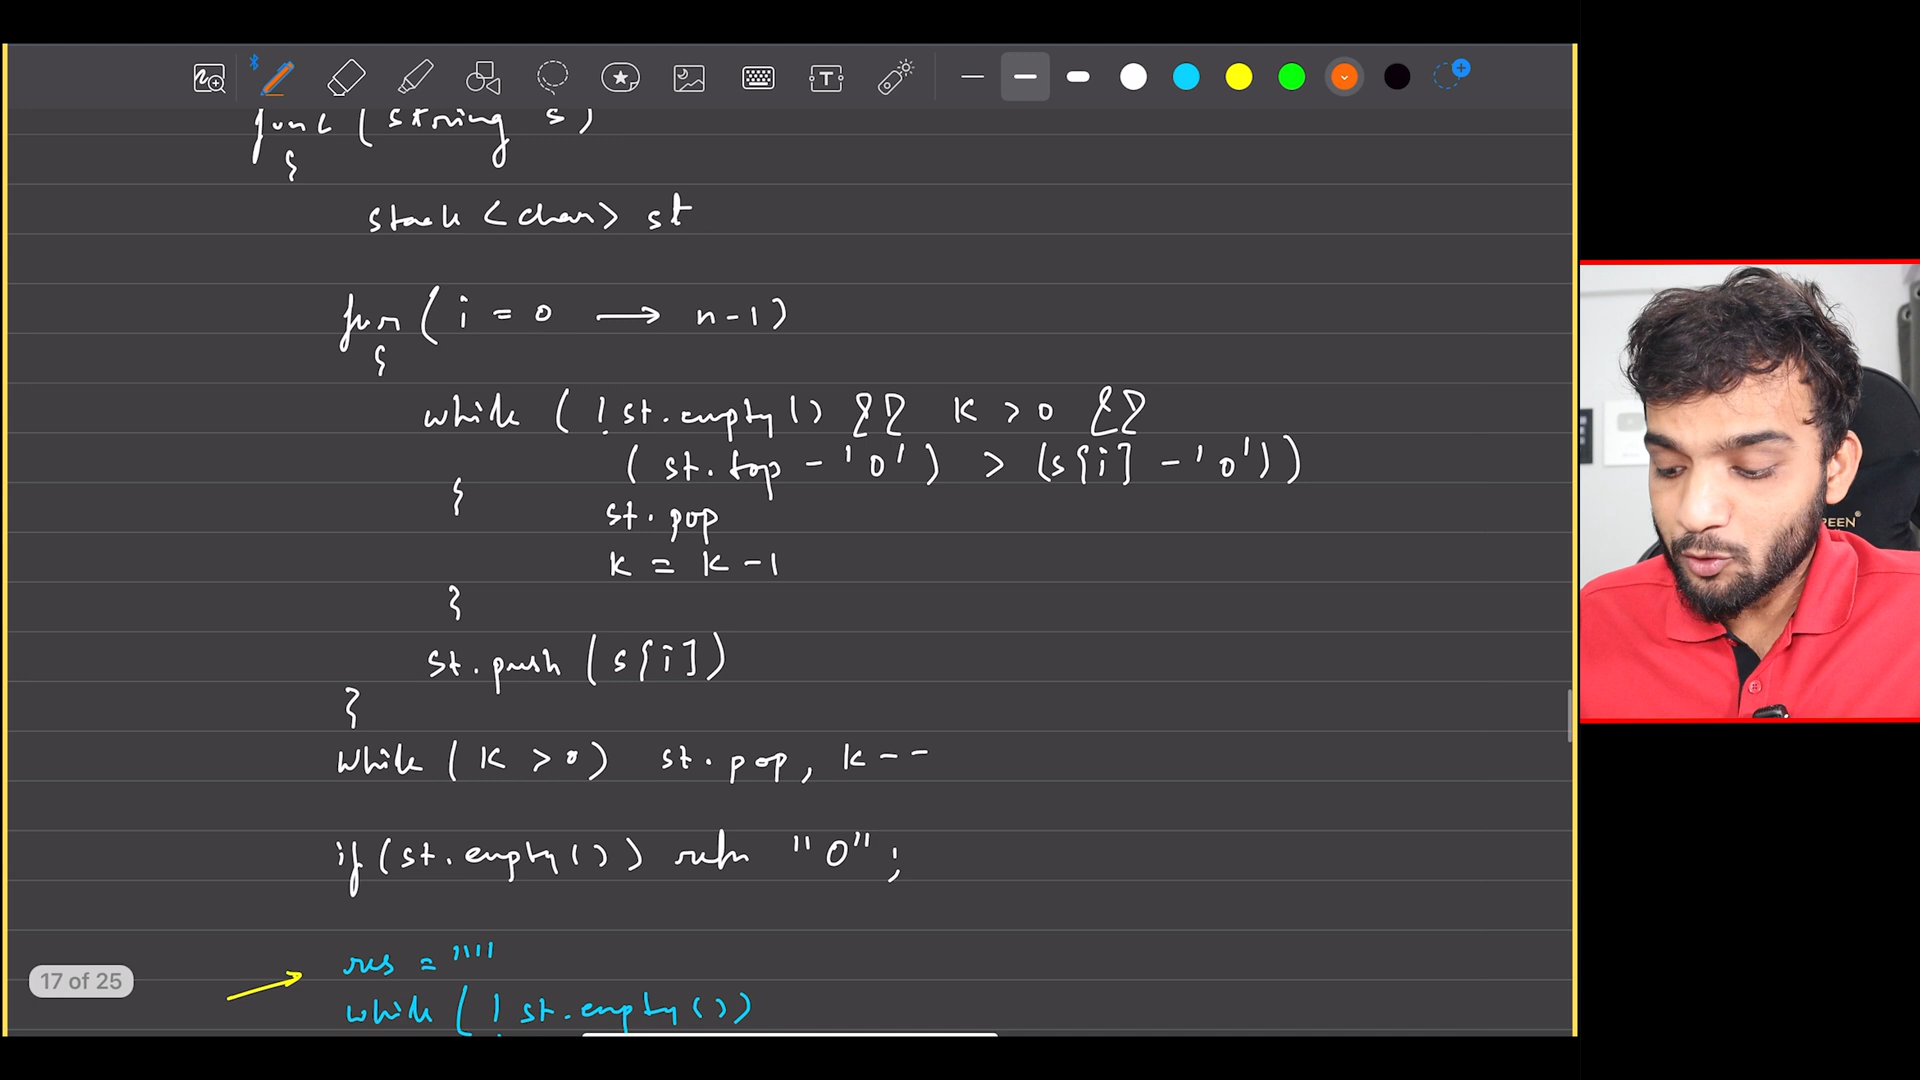 func ( string s )
{
stack < char > st
for ( i = 0 ⟶ n - 1 )
{
while ( ! st . empty ( ) && K > 0 &&
( st . top - '0' ) > ( s [ i ] - '0' ) )
{
st . pop
K = K - 1
}
st . push ( s [ i ] )
}
while ( K > 0 ) st . pop , K - -
if ( st . empty ( ) ) return "0" ;
res = ""
while ( ! st . empty ( ) )
17 of 25
REEN